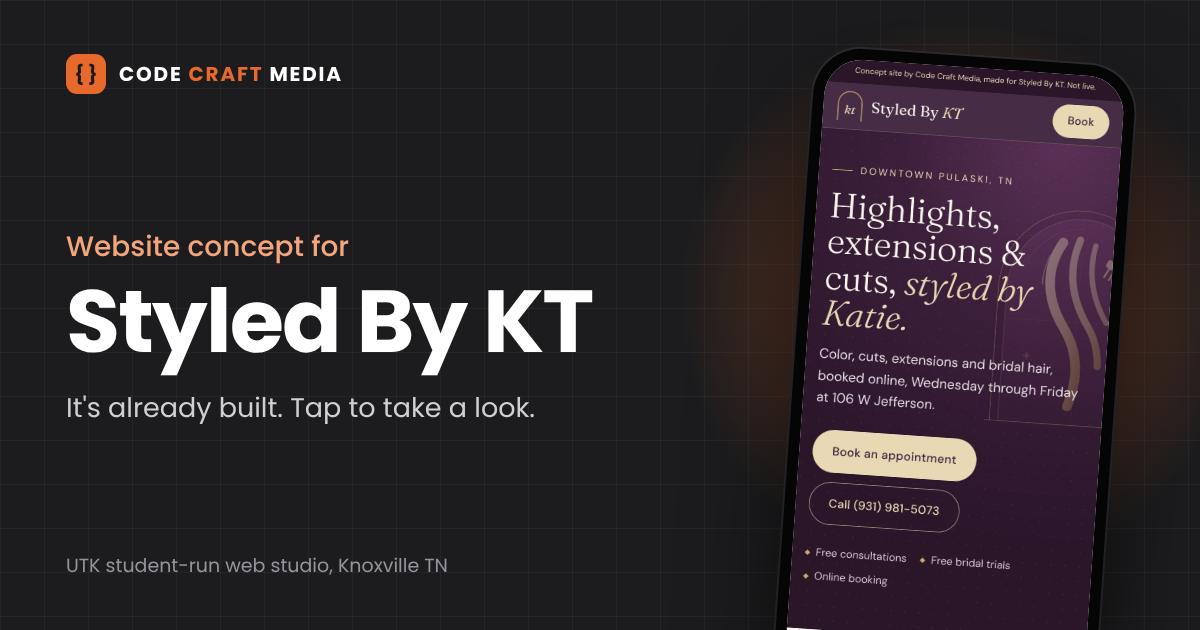 { } CODE CRAFT MEDIA
Website concept for
Styled By KT
It's already built. Tap to take a look.
UTK student-run web studio, Knoxville TN
Concept site by Code Craft Media, made for Styled By KT. Not live.
kt Styled By KT
Book
DOWNTOWN PULASKI, TN
Highlights,
extensions &
cuts, styled by
Katie.
Color, cuts, extensions and bridal hair,
booked online, Wednesday through Friday
at 106 W Jefferson.
Book an appointment
Call (931) 981-5073
Free consultations
Free bridal trials
Online booking